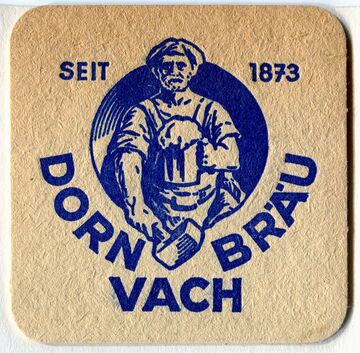 SEIT 1873
DORN BRÄU
VACH